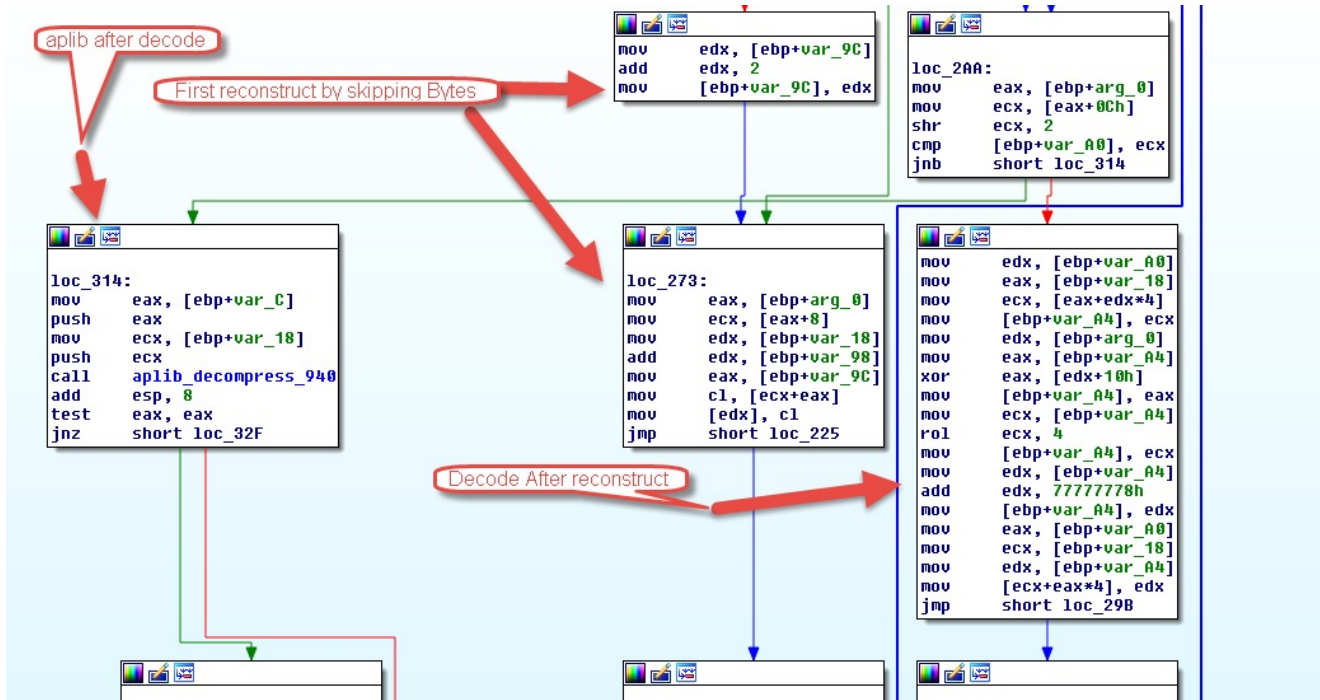 aplib after decode
First reconstruct by skipping Bytes
mov edx, [ebp+var_9C]
add edx, 2
mov [ebp+var_9C], edx
loc_2AA:
mov eax, [ebp+arg_0]
mov ecx, [eax+0Ch]
shr ecx, 2
cmp [ebp+var_A0], ecx
jnb short loc_314
loc_314:
mov eax, [ebp+var_C]
push eax
mov ecx, [ebp+var_18]
push ecx
call aplib_decompress_940
add esp, 8
test eax, eax
jnz short loc_32F
loc_273:
mov eax, [ebp+arg_0]
mov ecx, [eax+8]
mov edx, [ebp+var_18]
add edx, [ebp+var_98]
mov eax, [ebp+var_9C]
mov cl, [ecx+eax]
mov [edx], cl
jmp short loc_225
Decode After reconstruct
mov edx, [ebp+var_A0]
mov eax, [ebp+var_18]
mov ecx, [eax+edx*4]
mov [ebp+var_A4], ecx
mov edx, [ebp+arg_0]
mov eax, [ebp+var_A4]
xor eax, [edx+10h]
mov [ebp+var_A4], eax
mov ecx, [ebp+var_A4]
rol ecx, 4
mov [ebp+var_A4], ecx
mov edx, [ebp+var_A4]
add edx, 77777778h
mov [ebp+var_A4], edx
mov eax, [ebp+var_A0]
mov ecx, [ebp+var_18]
mov edx, [ebp+var_A4]
mov [ecx+eax*4], edx
jmp short loc_29B